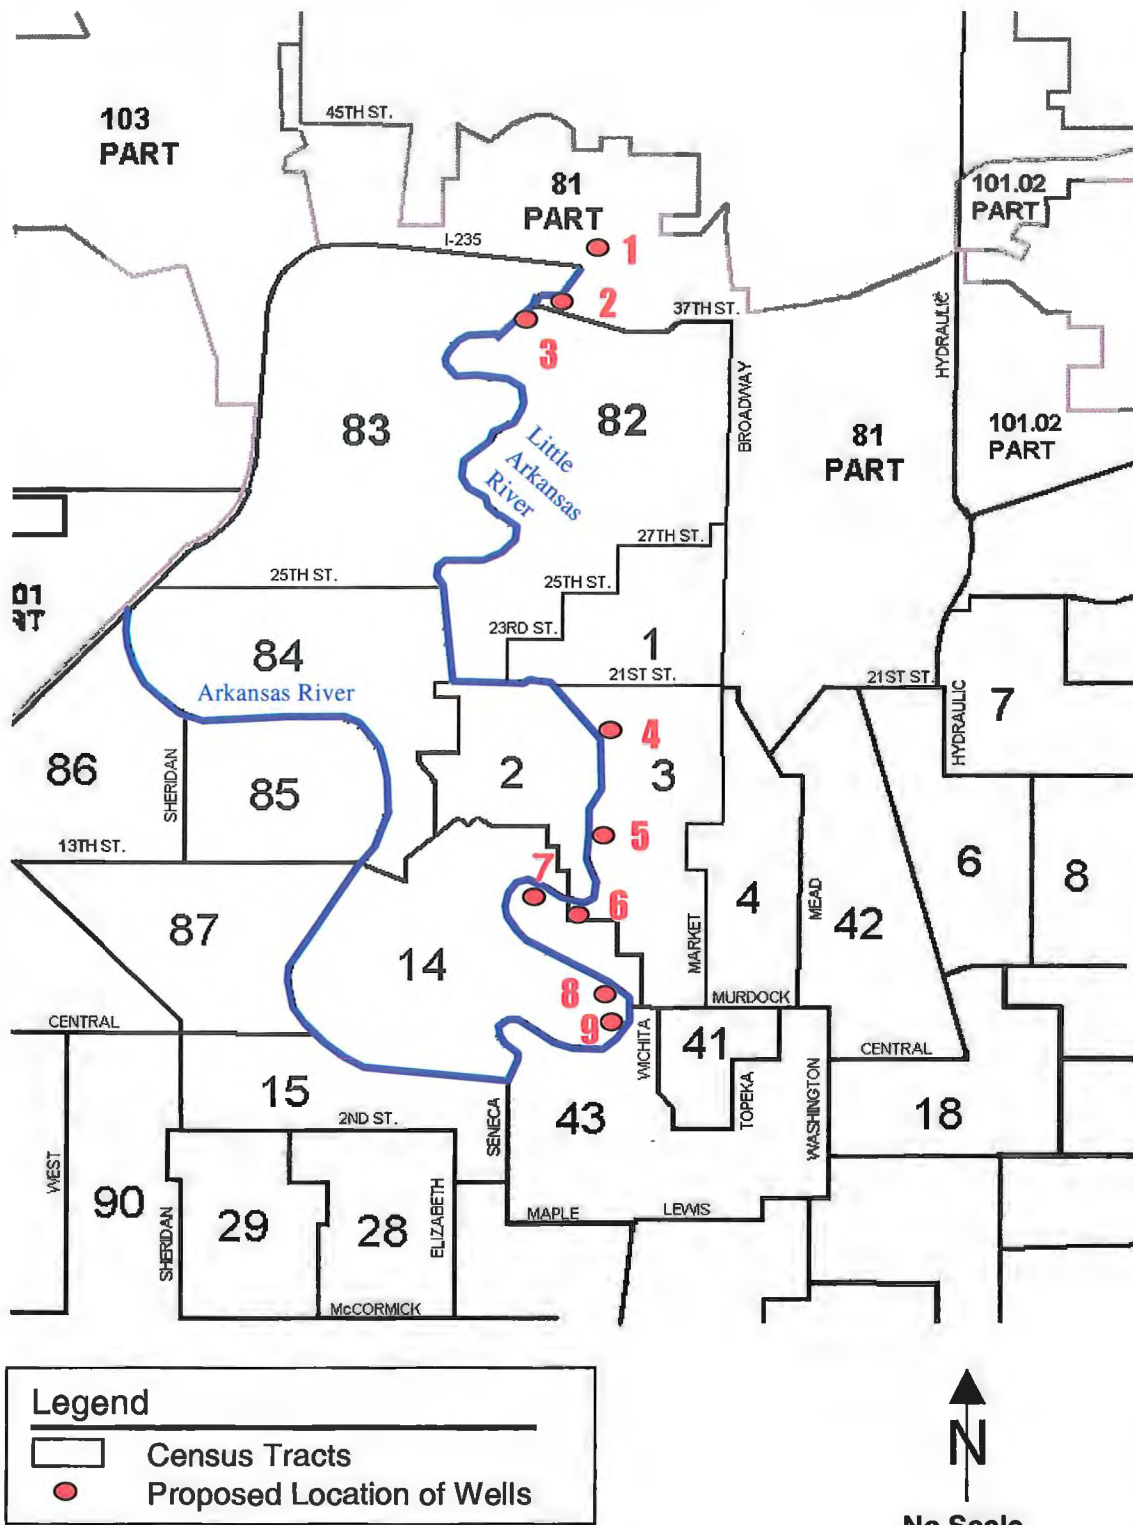 45TH ST.
103
PART
81
PART
101.02
PART
I-235
1
2
37TH ST.
3
HYDRAULIC
83
82
BROADWAY
81
PART
101.02
PART
Little
Arkansas
River
27TH ST.
25TH ST.
25TH ST.
23RD ST.
84
1
Arkansas River
21ST ST.
21ST ST.
7
HYDRAULIC
86
SHERIDAN
85
2
4
3
13TH ST.
5
6
8
7
6
4
MEAD
42
87
14
MARKET
8
9
MURDOCK
CENTRAL
WICHITA
41
TOPEKA
WASHINGTON
CENTRAL
15
2ND ST.
SENECA
43
18
WEST
90
SHERIDAN
29
28
ELIZABETH
MAPLE
LEWIS
McCORMICK
Legend
Census Tracts
Proposed Location of Wells
N
No Scale